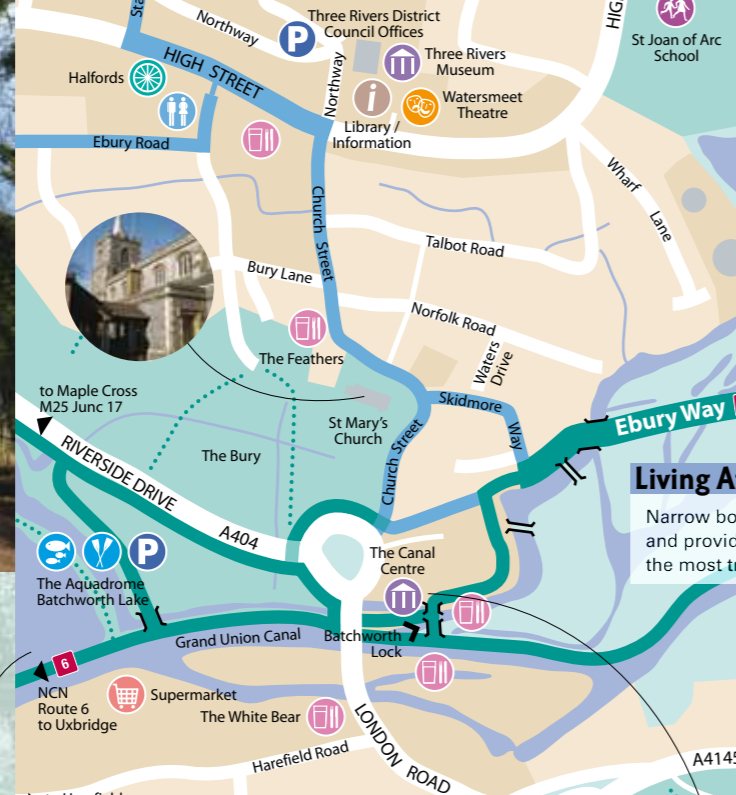 Northway
Three Rivers District
Council Offices
P
St Joan of Arc
School
HIGH STREET
Halfords
Northway
Three Rivers
Museum
i
Watersmeet
Theatre
Library /
Information
Ebury Road
Wharf Lane
Church Street
Talbot Road
Bury Lane
Norfolk Road
Waters
Drive
The Feathers
to Maple Cross
M25 Junc 17
Skidmore Way
Ebury Way
St Mary's
Church
Church Street
RIVERSIDE DRIVE
The Bury
A404
Narrow
and
the most
P
The Aquadrome
Batchworth Lake
The Canal
Centre
Grand Union Canal
Batchworth
Lock
6
NCN
Route 6
to Uxbridge
Supermarket
The White Bear
LONDON ROAD
Harefield Road
A4145